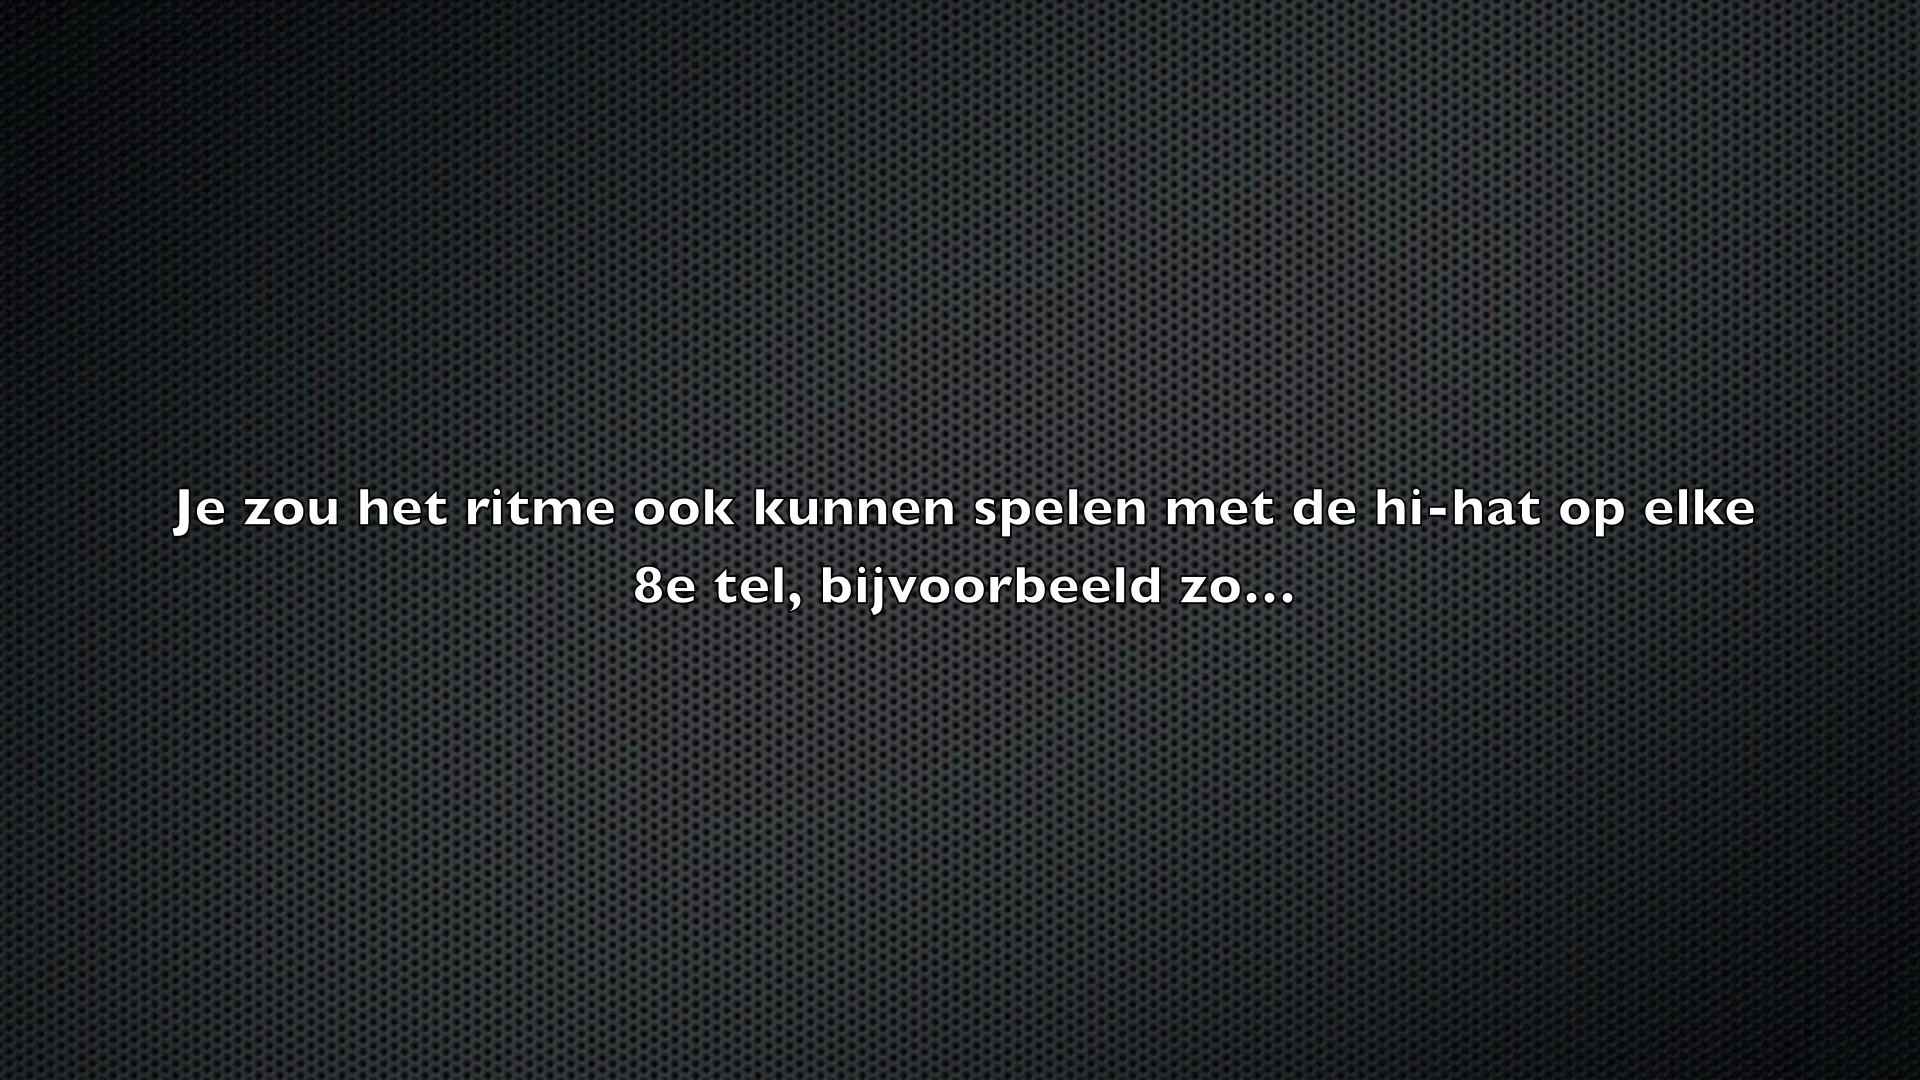 Je zou het ritme ook kunnen spelen met de hi-hat op elke
8e tel, bijvoorbeeld zo...